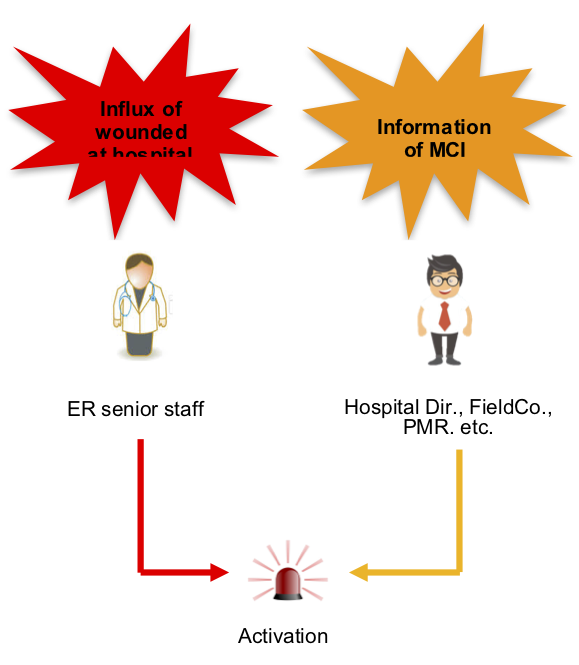 Influx of
wounded
at hospital
Information
of MCI
ER senior staff
Hospital Dir., FieldCo.,
PMR. etc.
Activation